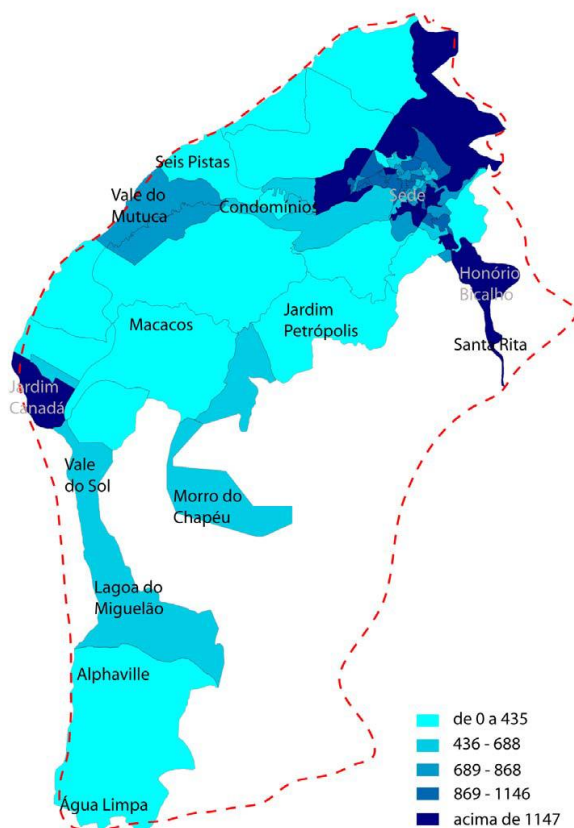 Seis Pistas
Vale do
Mutuca
Condomínios
Sede
Honório
Bicalho
Macacos
Jardim
Petrópolis
Santa Rita
Jardim
Canadá
Vale
do Sol
Morro do
Chapéu
Lagoa do
Miguelão
Alphaville
Água Limpa
de 0 a 435
436 - 688
689 - 868
869 - 1146
acima de 1147